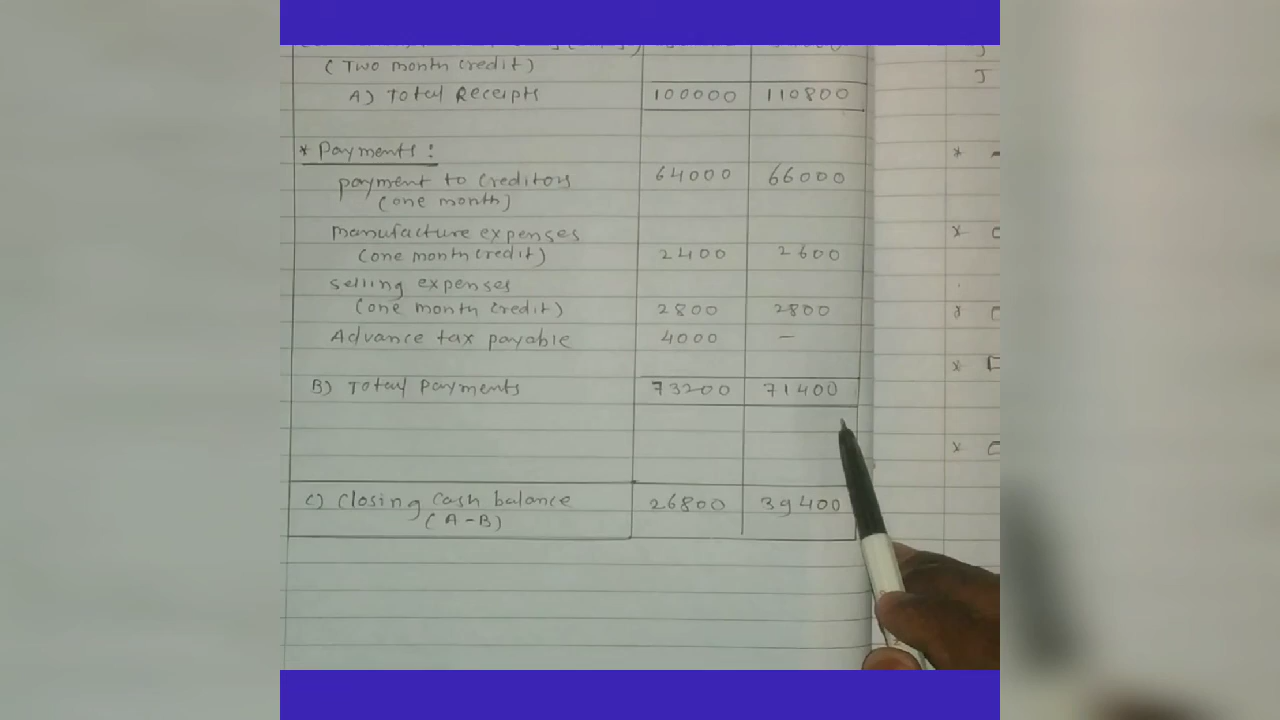 (Two month credit)
A) Total Receipts 100000 110800
* Payments :
payment to creditors 64000 66000
(one month)
manufacture expenses
(one month credit) 2400 2600
selling expenses
(one month credit) 2800 2800
Advance tax payable 4000 —
B) Total payments 73200 71400
C) Closing cash balance 26800 39400
(A-B)